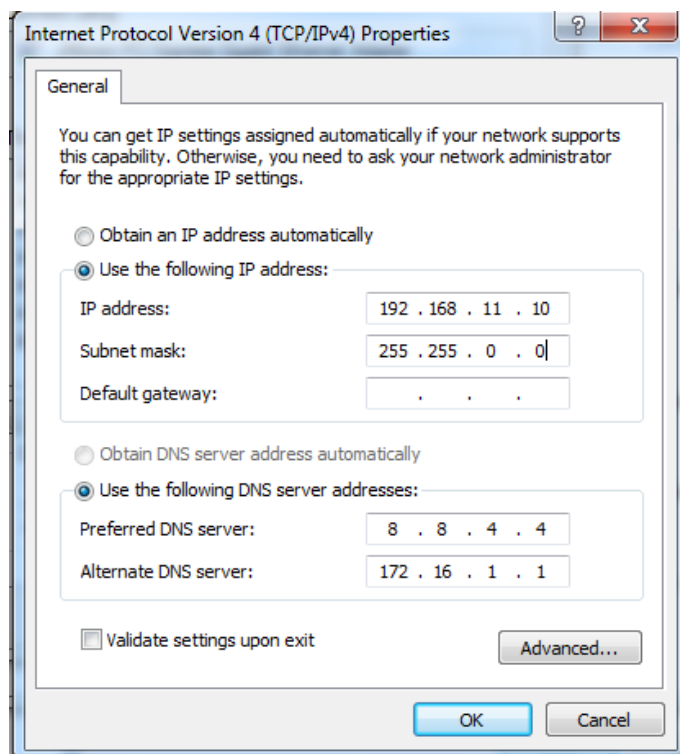 Internet Protocol Version 4 (TCP/IPv4) Properties
? X
General
You can get IP settings assigned automatically if your network supports
this capability. Otherwise, you need to ask your network administrator
for the appropriate IP settings.
Obtain an IP address automatically
Use the following IP address:
IP address: 192 . 168 . 11 . 10
Subnet mask: 255 . 255 . 0 . 0
Default gateway: . . .
Obtain DNS server address automatically
Use the following DNS server addresses:
Preferred DNS server: 8 . 8 . 4 . 4
Alternate DNS server: 172 . 16 . 1 . 1
Validate settings upon exit
Advanced...
OK Cancel